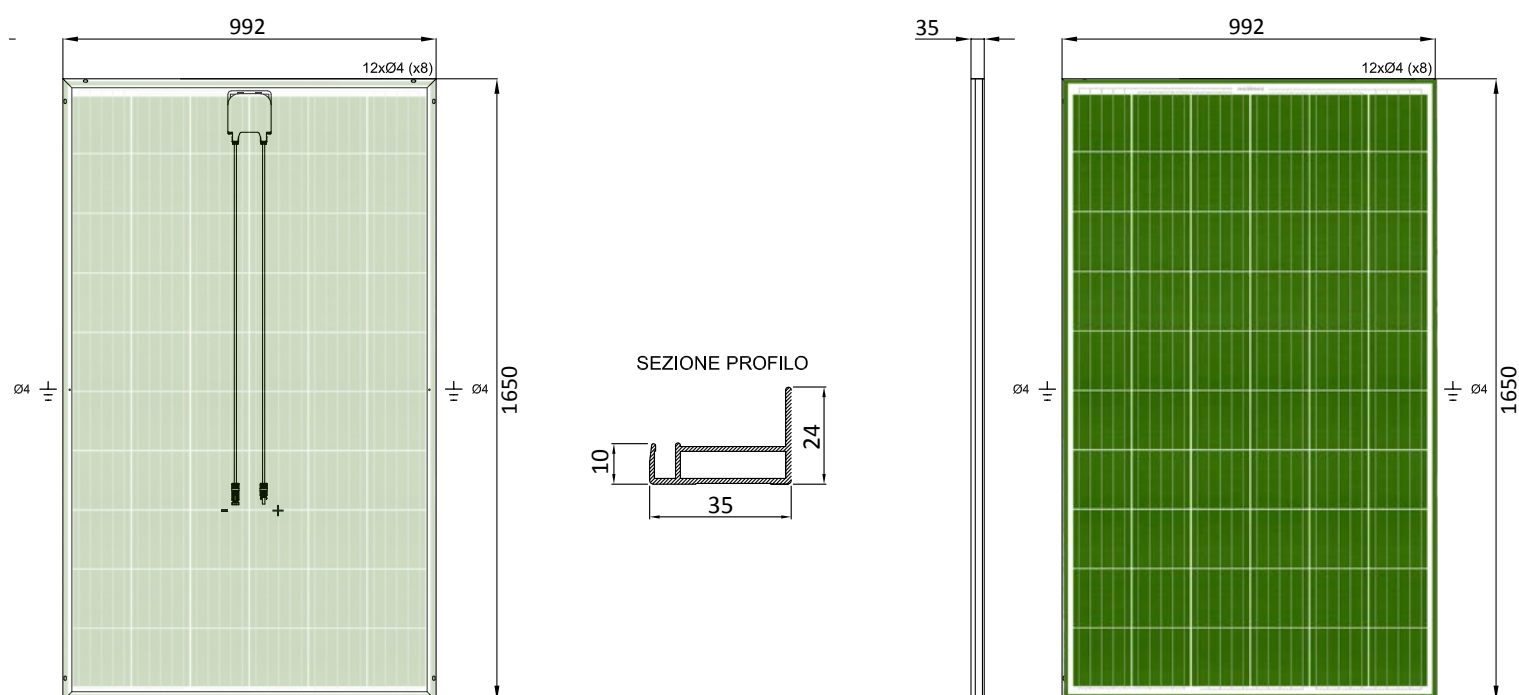 992
12xØ4 (x8)
Ø4
Ø4
1650
-
+
SEZIONE PROFILO
10
24
35
35
992
12xØ4 (x8)
Ø4
Ø4
1650